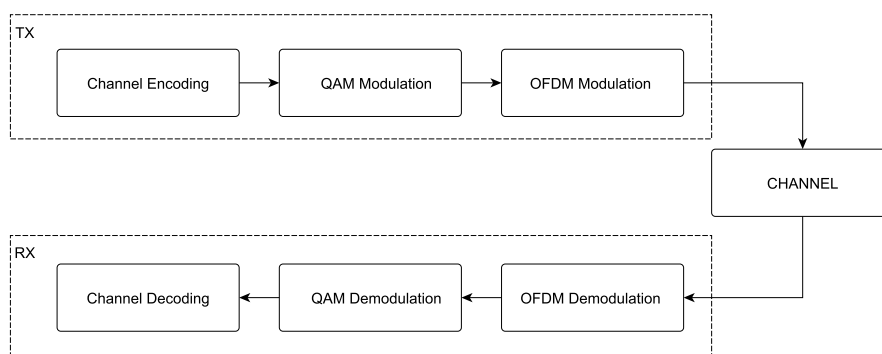 TX
Channel Encoding
QAM Modulation
OFDM Modulation
CHANNEL
RX
Channel Decoding
QAM Demodulation
OFDM Demodulation